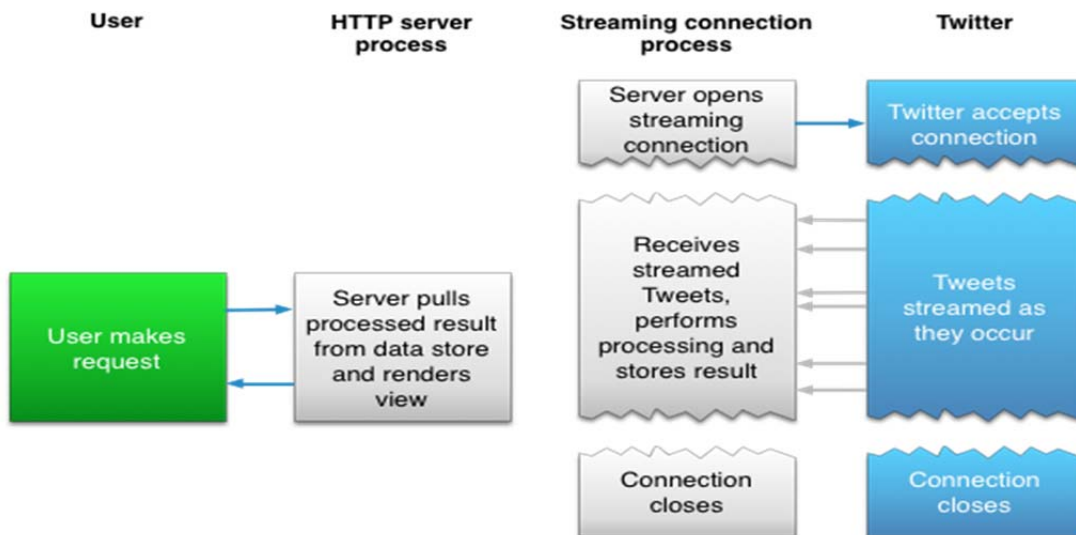 User
HTTP server
process
Streaming connection
process
Twitter
Server opens
streaming
connection
Twitter accepts
connection
User makes
request
Server pulls
processed result
from data store
and renders
view
Receives
streamed
Tweets,
performs
processing and
stores result
Tweets
streamed as
they occur
Connection
closes
Connection
closes